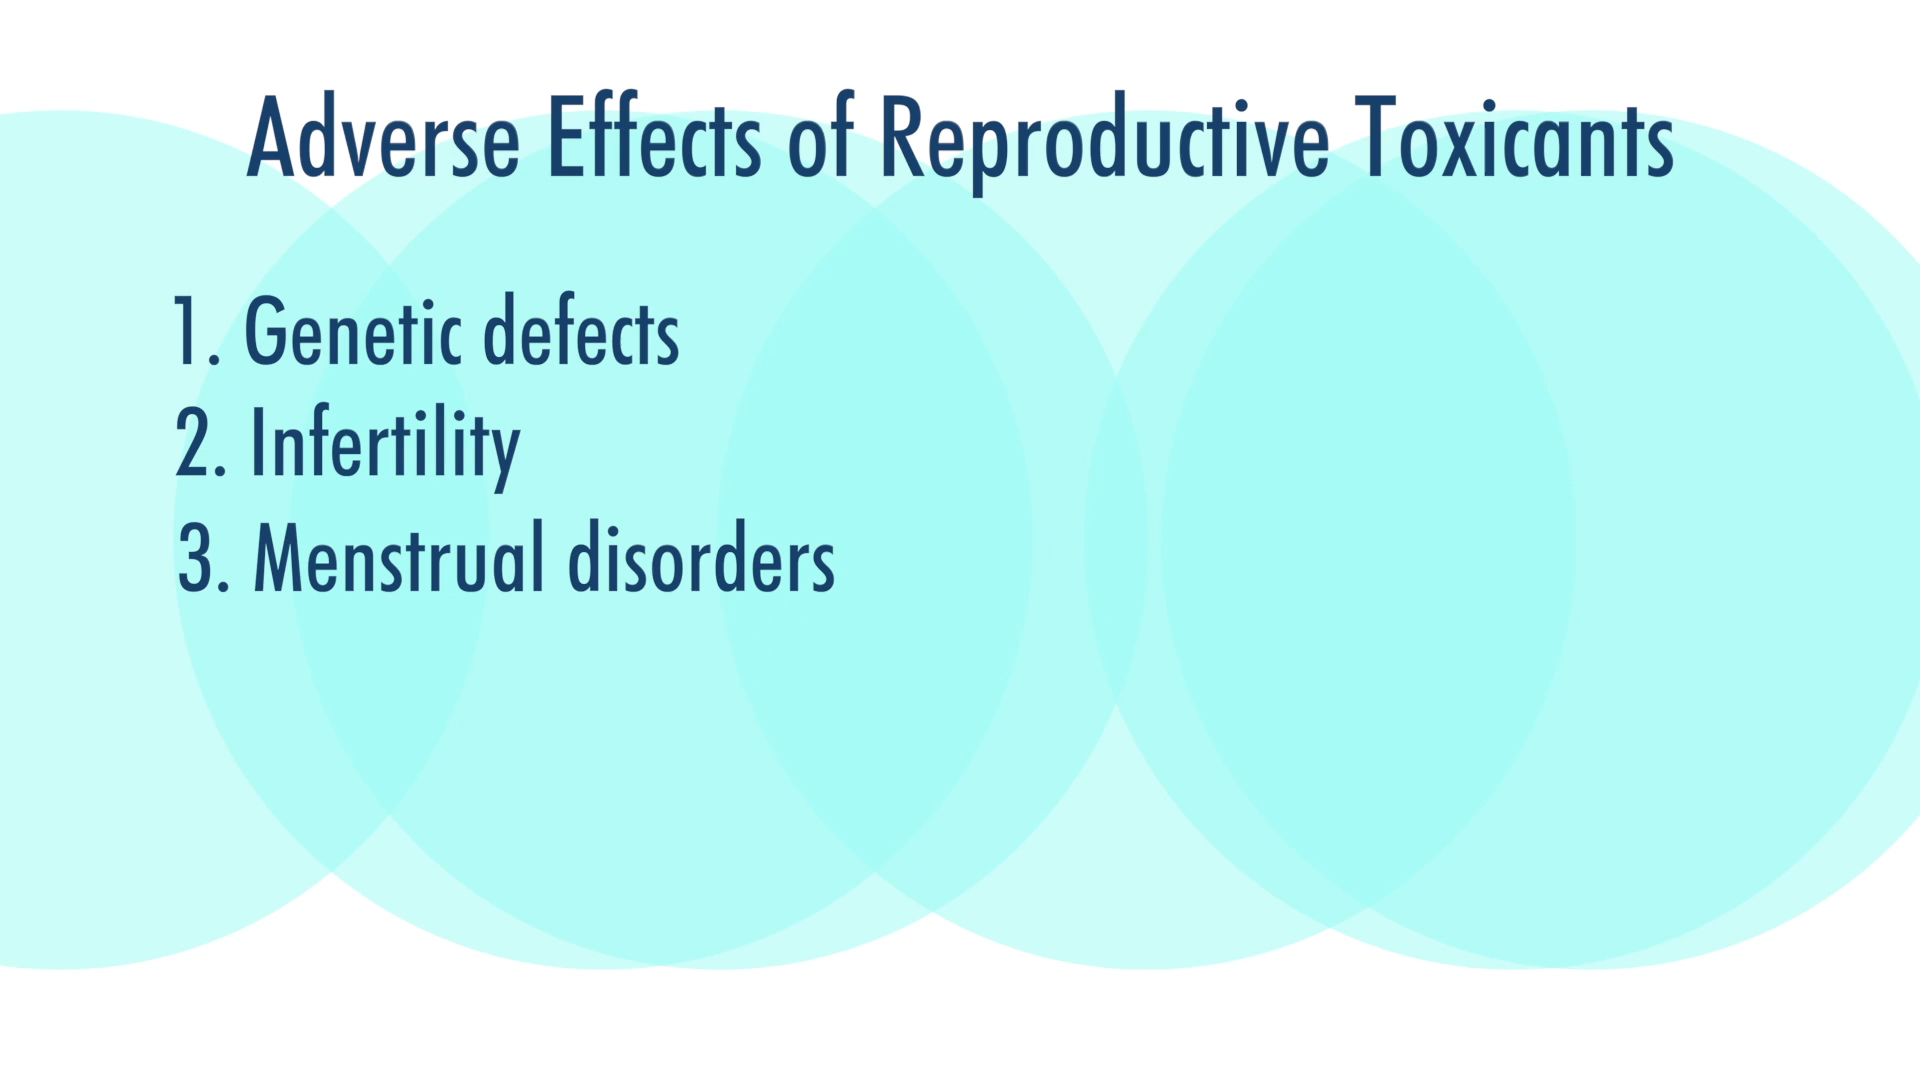 Adverse Effects of Reproductive Toxicants
1. Genetic defects
2. Infertility
3. Menstrual disorders